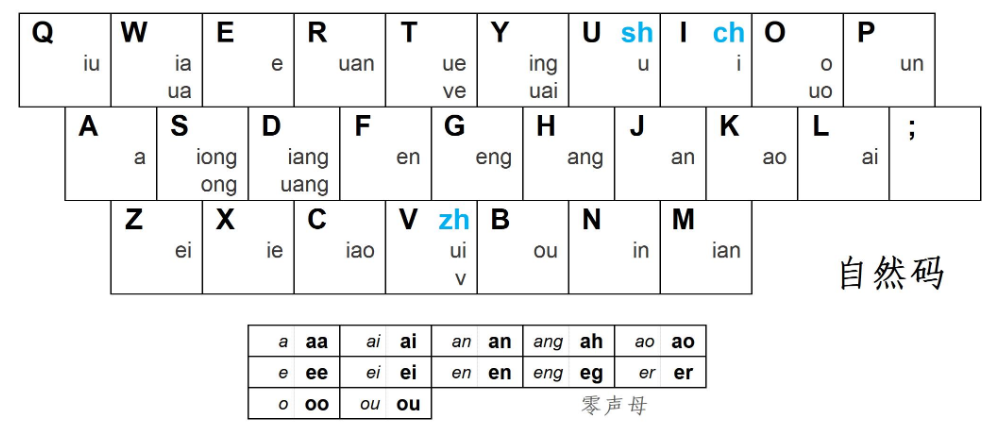 Q W E R T Y U sh I ch O P
iu ia e uan ue ing u i o un
ua ve uai uo
A S D F G H J K L ;
a iong iang en eng ang an ao ai
ong uang
Z X C V zh B N M
ei ie iao ui ou in ian
v
自然码
a aa ai ai an an ang ah ao ao
e ee ei ei en en eng eg er er
o oo ou ou
零声母